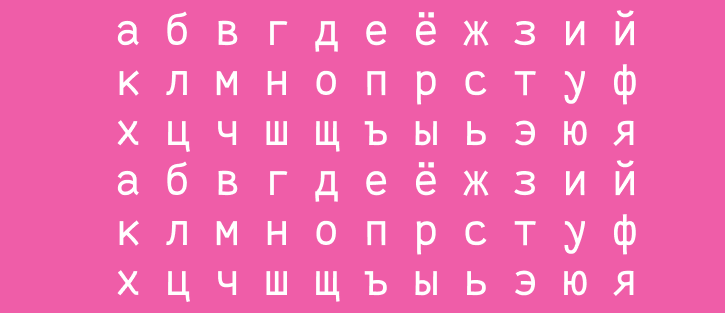 а б в г д е ё ж з и й
к л м н о п р с т у ф
х ц ч ш щ ъ ы ь э ю я
а б в г д е ё ж з и й
к л м н о п р с т у ф
х ц ч ш щ ъ ы ь э ю я